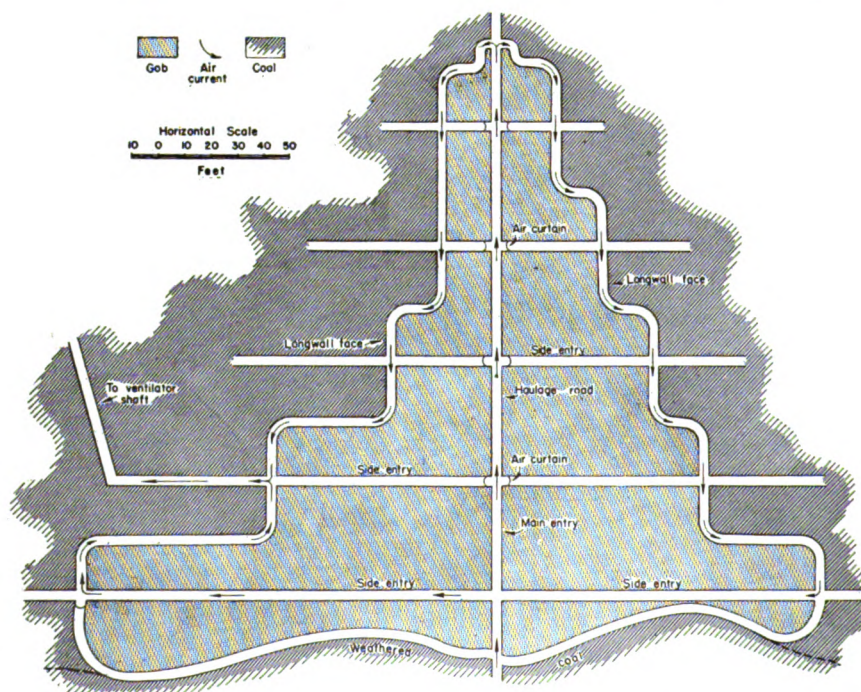 Gob
Air
current
Coal
Horizontal Scale
10 0 10 20 30 40 50
Feet
Air curtain
Longwall face
Longwall face
Side entry
To ventilator
shaft
Haulage road
Side entry
Air curtain
Main entry
Side entry
Side entry
Weathered
coal